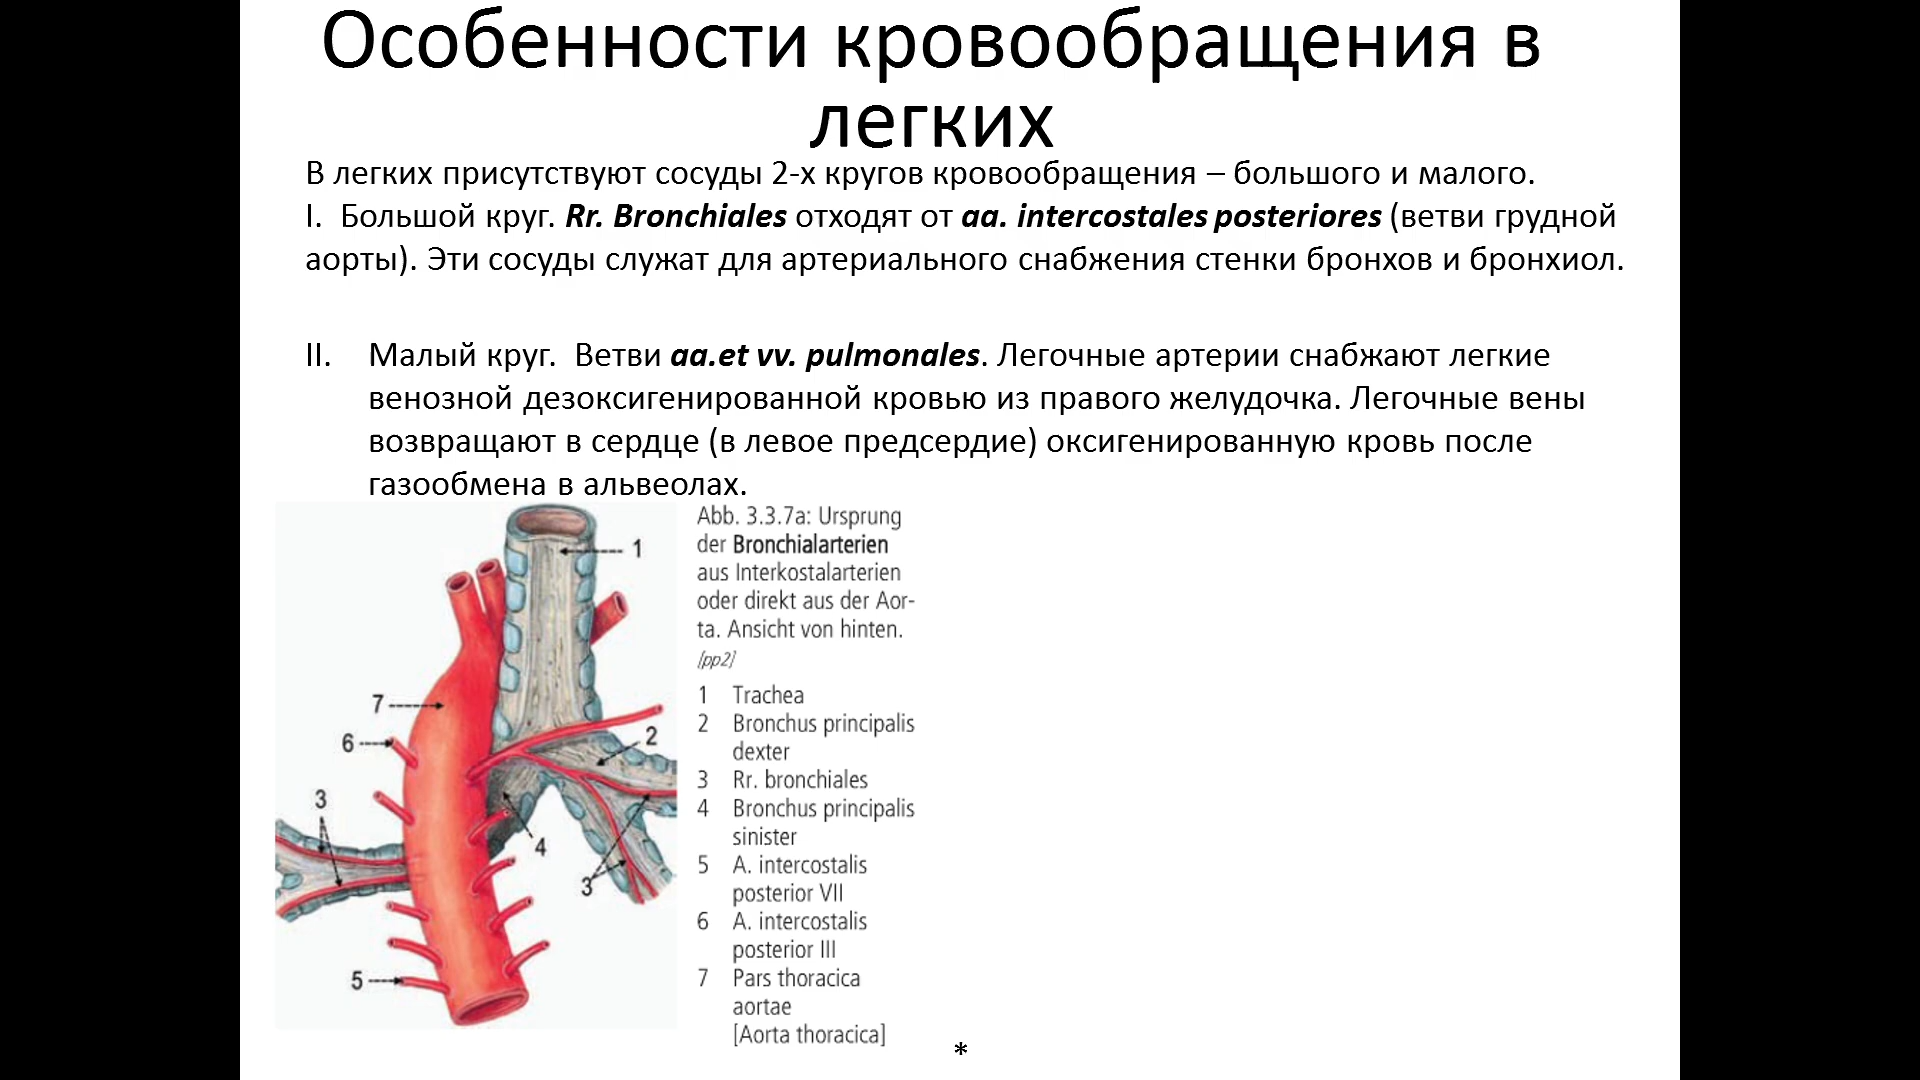 Особенности кровообращения в
легких
В легких присутствуют сосуды 2-х кругов кровообращения – большого и малого.
I. Большой круг. Rr. Bronchiales отходят от aa. intercostales posteriores (ветви грудной
аорты). Эти сосуды служат для артериального снабжения стенки бронхов и бронхиол.
II. Малый круг. Ветви aa.et vv. pulmonales. Легочные артерии снабжают легкие
венозной дезоксигенированной кровью из правого желудочка. Легочные вены
возвращают в сердце (в левое предсердие) оксигенированную кровь после
газообмена в альвеолах.
1
7
6
2
3
4
3
5
Abb. 3.3.7a: Ursprung
der Bronchialarterien
aus Interkostalarterien
oder direkt aus der Aor-
ta. Ansicht von hinten.
[pp2]
1 Trachea
2 Bronchus principalis
dexter
3 Rr. bronchiales
4 Bronchus principalis
sinister
5 A. intercostalis
posterior VII
6 A. intercostalis
posterior III
7 Pars thoracica
aortae
[Aorta thoracica]
*